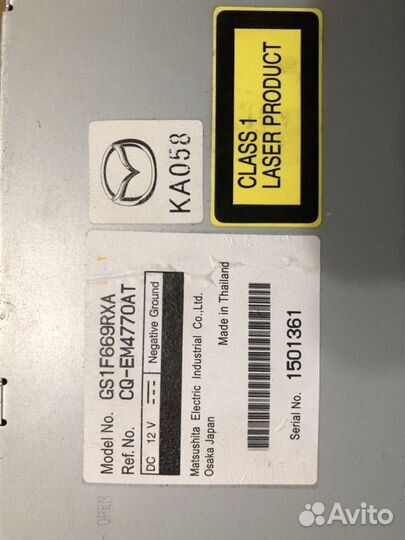 CLASS 1
LASER PRODUCT
KA058
Model No. GS1F669RXA
Ref. No. CQ-EM4770AT
DC 12 V Negative Ground
Matsushita Electric Industrial Co.,Ltd.
Osaka Japan
Made in Thailand
Serial No. 1501361
OPEN
Avito